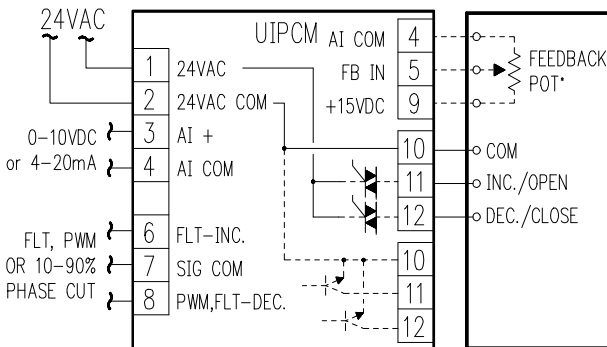 24VAC
UIPCM
AI COM 4
FEEDBACK
POT*
1 24VAC
FB IN 5
2 24VAC COM
+15VDC 9
0-10VDC
or 4-20mA
3 AI +
4 AI COM
10 COM
11 INC./OPEN
12 DEC./CLOSE
FLT, PWM
OR 10-90%
PHASE CUT
6 FLT-INC.
7 SIG COM
8 PWM,FLT-DEC.
10
11
12